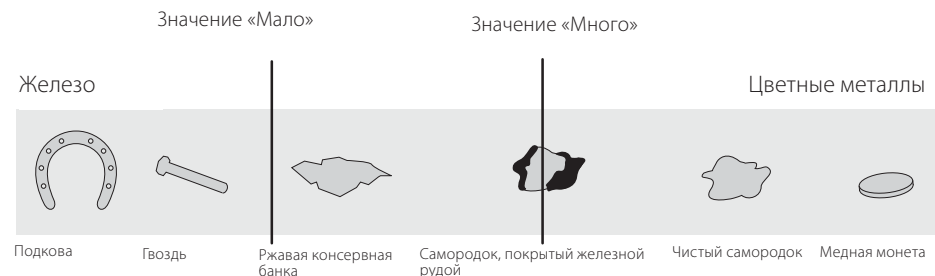 Значение «Мало»
Значение «Много»
Железо
Цветные металлы
Подкова
Гвоздь
Ржавая консервная
банка
Самородок, покрытый железной
рудой
Чистый самородок
Медная монета